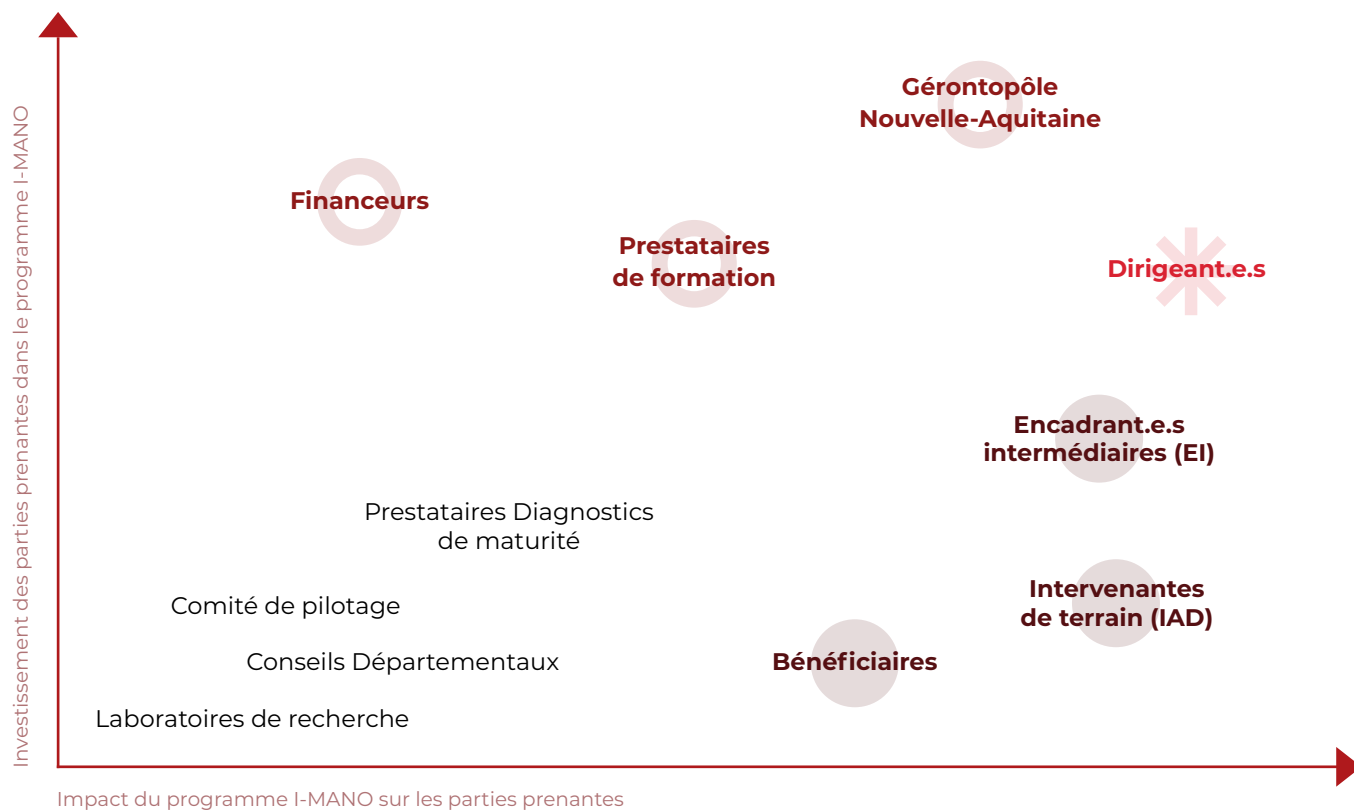 Investissement des parties prenantes dans le programme I-MANO
Gérontopôle
Nouvelle-Aquitaine
Financeurs
Prestataires
de formation
Dirigeant.e.s
Encadrant.e.s
intermédiaires (EI)
Prestataires Diagnostics
de maturité
Intervenantes
de terrain (IAD)
Comité de pilotage
Conseils Départementaux
Bénéficiaires
Laboratoires de recherche
Impact du programme I-MANO sur les parties prenantes